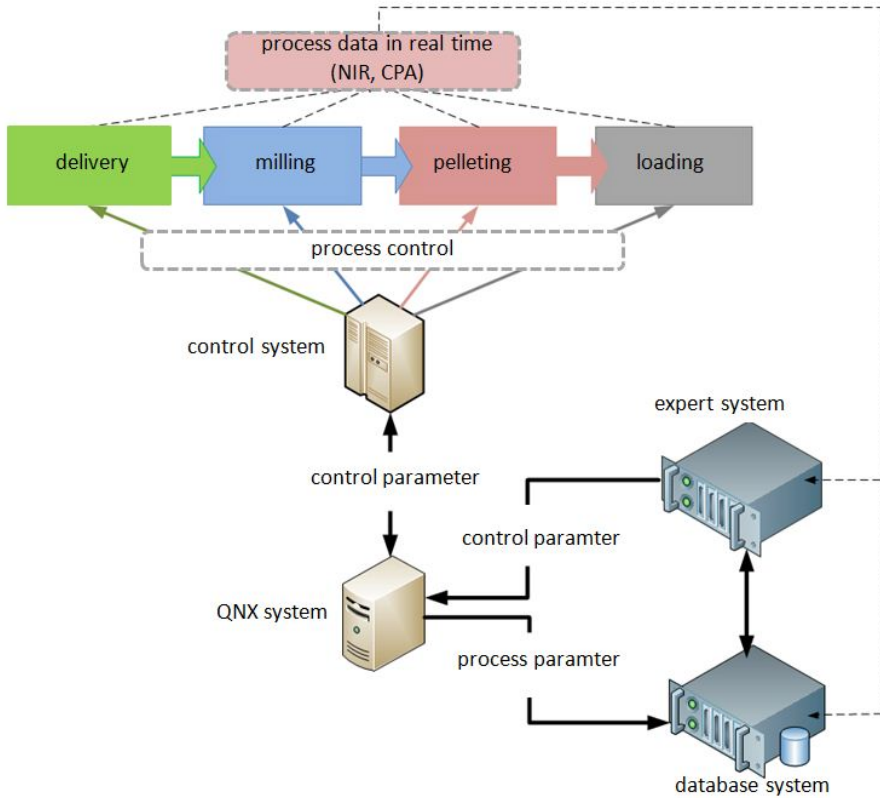 process data in real time
(NIR, CPA)
delivery
milling
pelleting
loading
process control
control system
expert system
control parameter
control paramter
QNX system
process paramter
database system